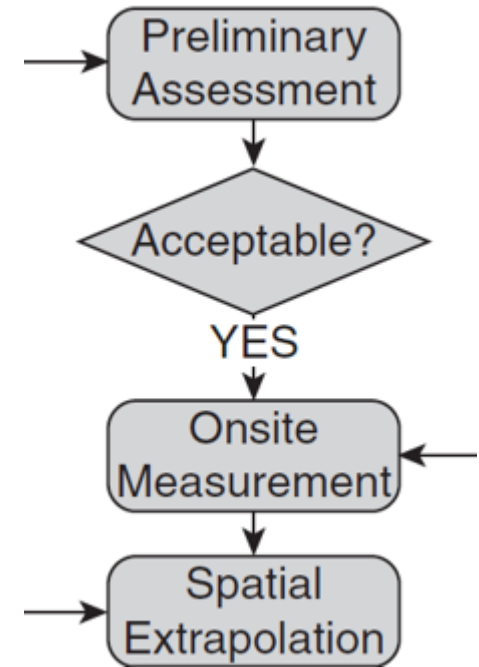 Preliminary
Assessment
Acceptable?
YES
Onsite
Measurement
Spatial
Extrapolation